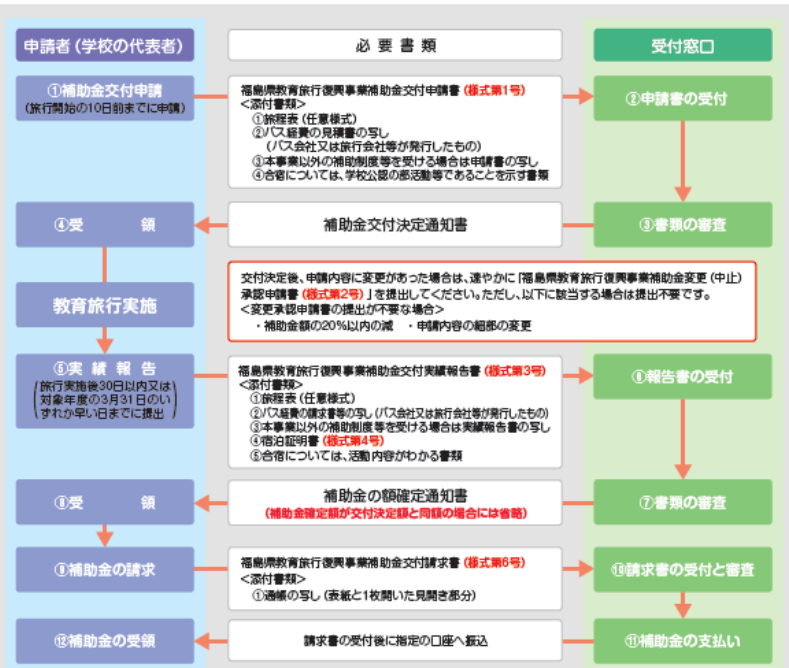 申請者（学校の代表者）
必要書類
受付窓口
①補助金交付申請
（旅行開始の10日前までに申請）
福島県教育旅行復興事業補助金交付申請書（様式第1号）
＜添付書類＞
①旅程表（任意様式）
②バス経費の見積書の写し
（バス会社又は旅行会社等が発行したもの）
③本事業以外の補助制度等を受ける場合は申請書の写し
④合宿については、学校公認の部活動等であることを示す書類
②申請書の受付
④受　領
補助金交付決定通知書
③書類の審査
教育旅行実施
交付決定後、申請内容に変更があった場合は、速やかに「福島県教育旅行復興事業補助金変更（中止）
承認申請書（様式第2号）」を提出してください。ただし、以下に該当する場合は提出不要です。
＜変更承認申請書の提出が不要な場合＞
・補助金額の20%以内の減　・申請内容の細部の変更
⑤実績報告
（旅行実施後30日以内又は
対象年度の3月31日のい
ずれか早い日までに提出）
福島県教育旅行復興事業補助金交付実績報告書（様式第3号）
＜添付書類＞
①旅程表（任意様式）
②バス経費の請求書等の写し（バス会社又は旅行会社等が発行したもの）
③本事業以外の補助制度等を受ける場合は実績報告書の写し
④宿泊証明書（様式第4号）
⑤合宿については、活動内容がわかる書類
⑥報告書の受付
⑧受　領
補助金の額確定通知書
（補助金確定額が交付決定額と同額の場合には省略）
⑦書類の審査
⑨補助金の請求
福島県教育旅行復興事業補助金交付請求書（様式第6号）
＜添付書類＞
①通帳の写し（表紙と1枚開いた見開き部分）
⑩請求書の受付と審査
⑫補助金の受領
請求書の受付後に指定の口座へ振込
⑪補助金の支払い